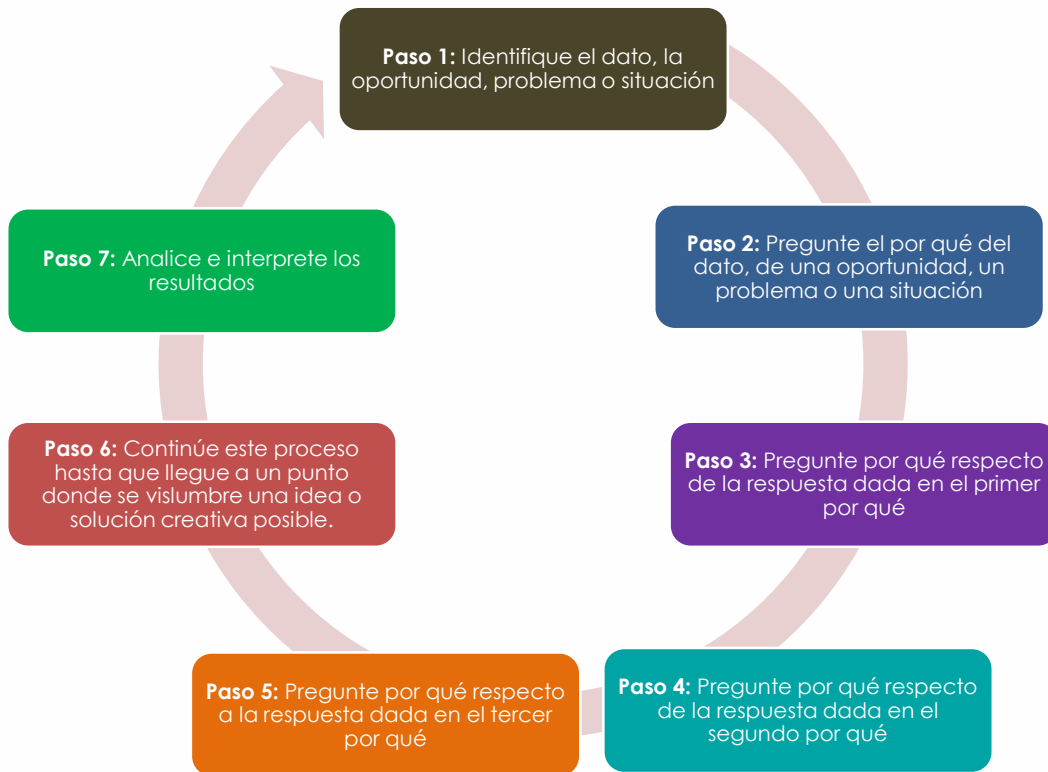 Paso 1: Identifique el dato, la
oportunidad, problema o situación
Paso 2: Pregunte el por qué del
dato, de una oportunidad, un
problema o una situación
Paso 3: Pregunte por qué respecto
de la respuesta dada en el primer
por qué
Paso 4: Pregunte por qué respecto
de la respuesta dada en el
segundo por qué
Paso 5: Pregunte por qué respecto
a la respuesta dada en el tercer
por qué
Paso 6: Continúe este proceso
hasta que llegue a un punto
donde se vislumbre una idea o
solución creativa posible.
Paso 7: Analice e interprete los
resultados